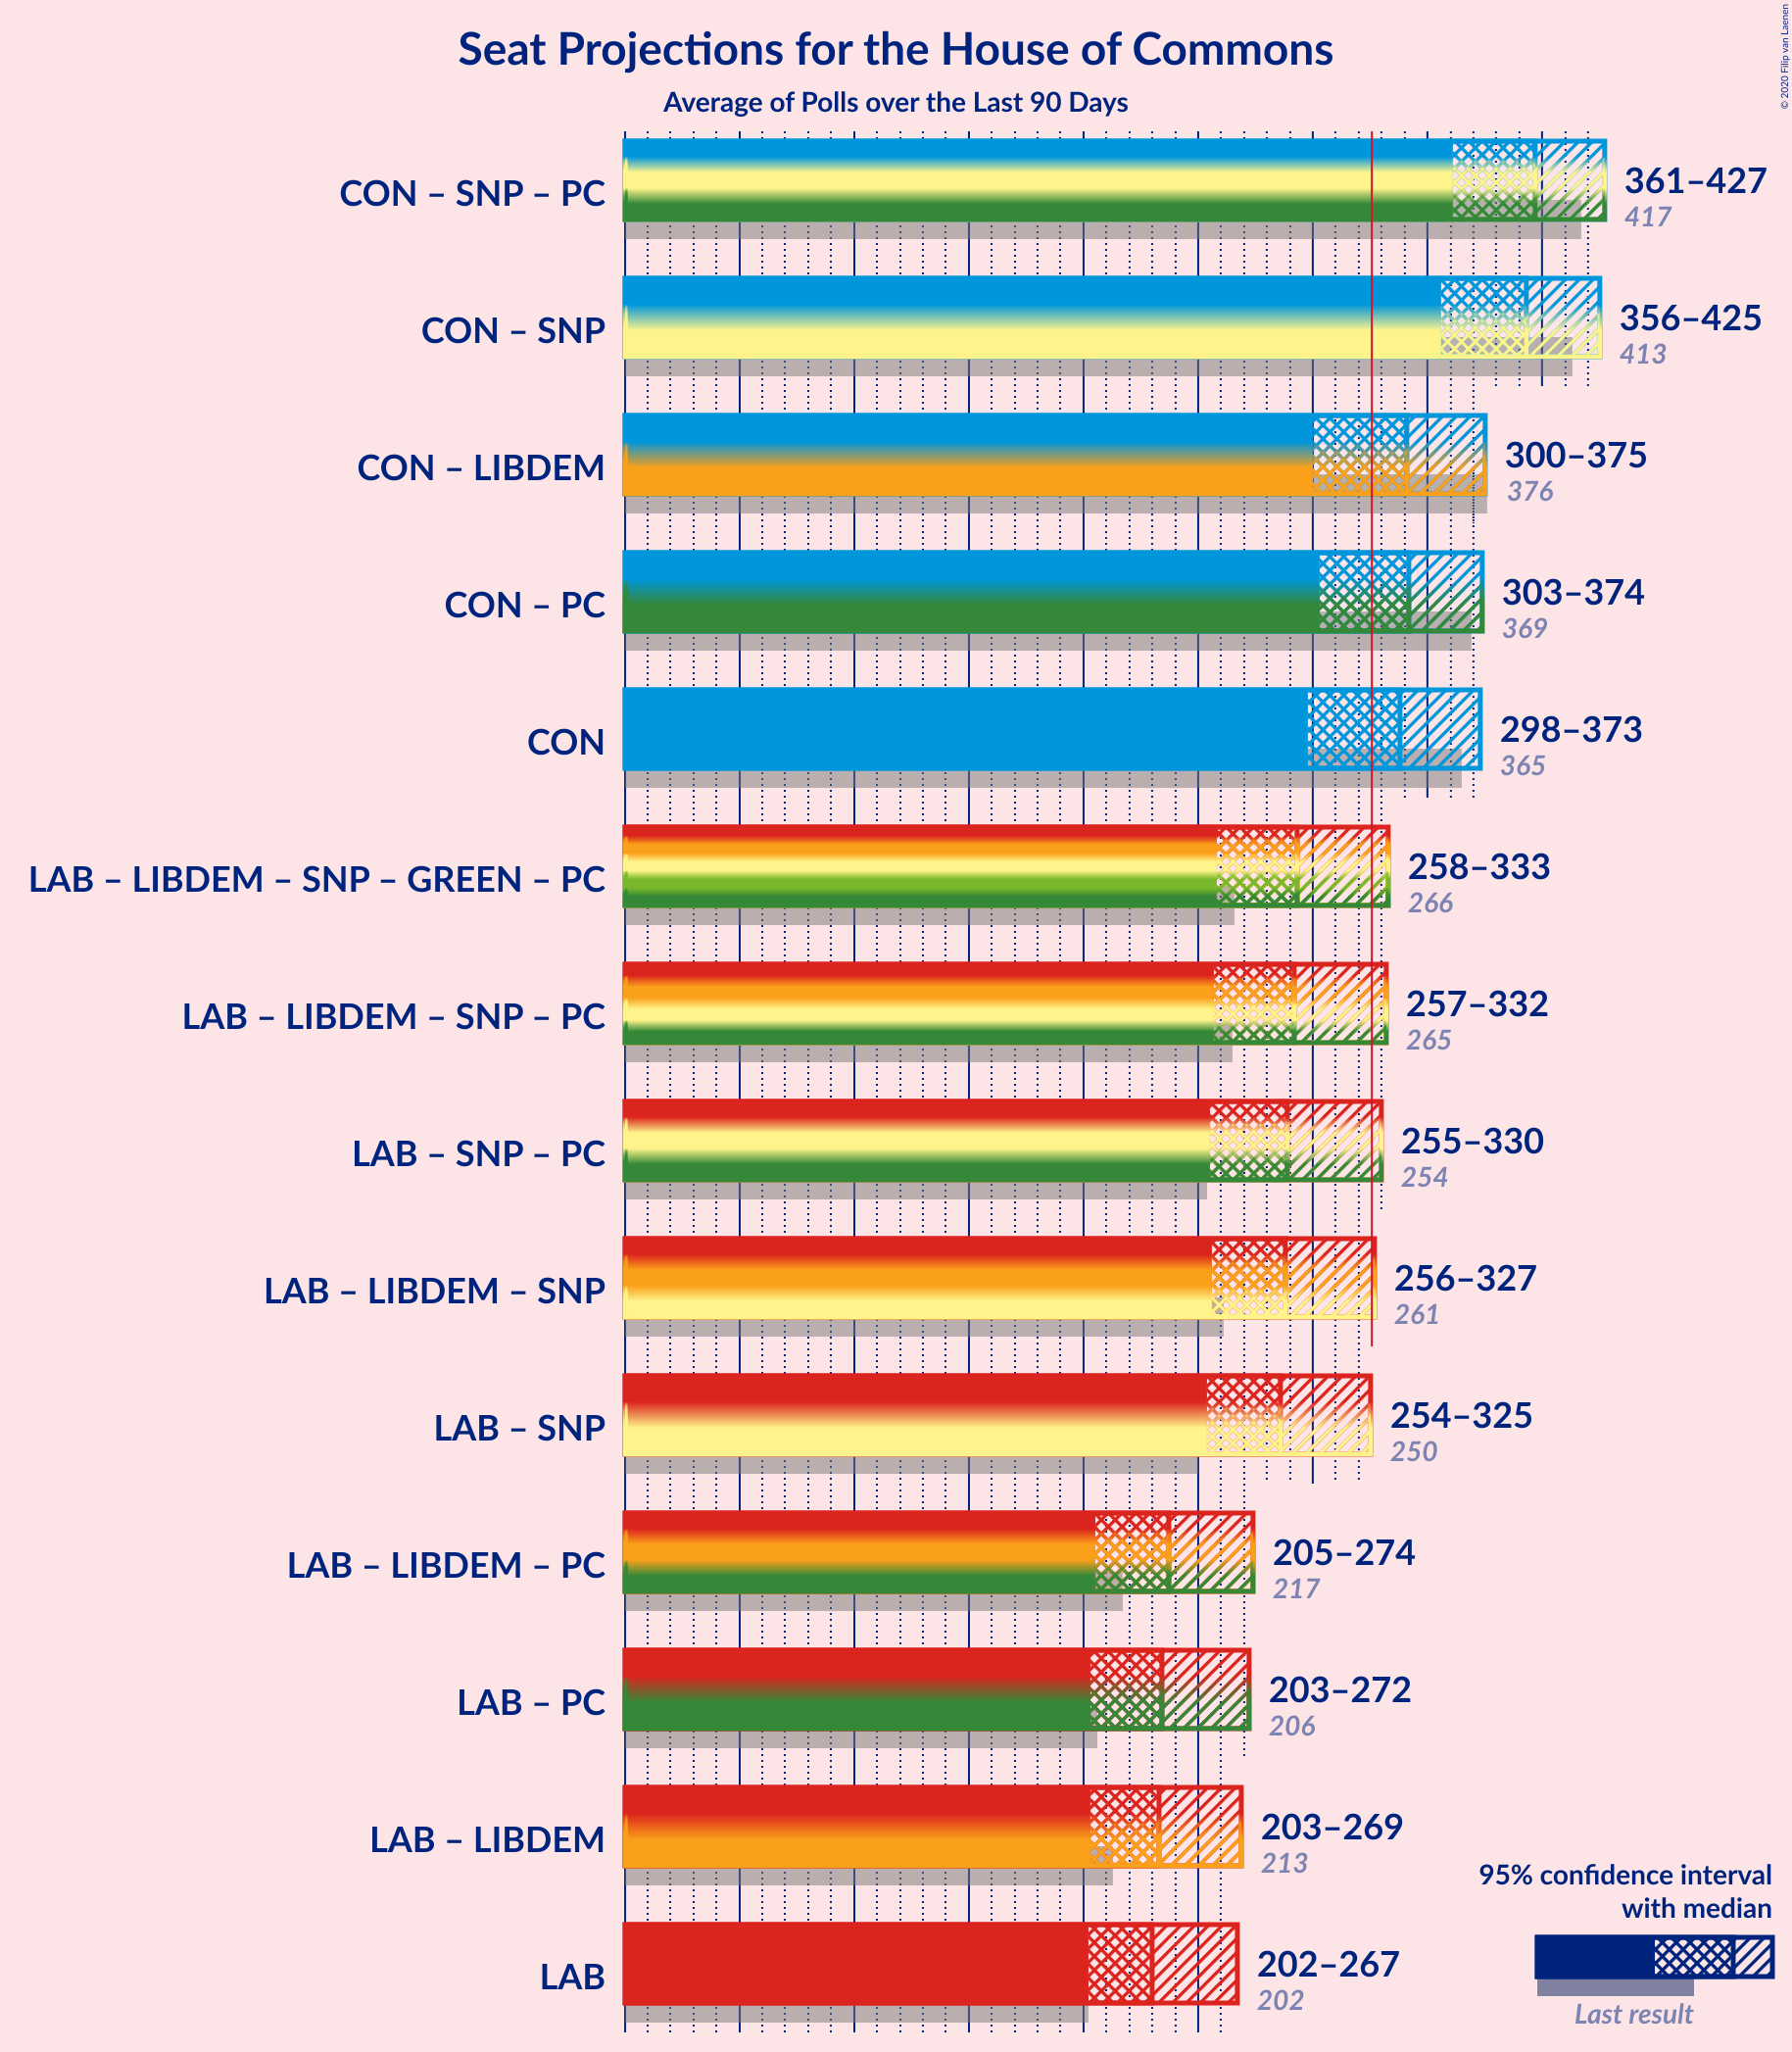 Seat Projections for the House of Commons
Average of Polls over the Last 90 Days
© 2020 Filip van Laenen
CON – SNP – PC
361–427
417
CON – SNP
356–425
413
CON – LIBDEM
300–375
376
CON – PC
303–374
369
CON
298–373
365
LAB – LIBDEM – SNP – GREEN – PC
258–333
266
LAB – LIBDEM – SNP – PC
257–332
265
LAB – SNP – PC
255–330
254
LAB – LIBDEM – SNP
256–327
261
LAB – SNP
254–325
250
LAB – LIBDEM – PC
205–274
217
LAB – PC
203–272
206
LAB – LIBDEM
203–269
213
LAB
202–267
202
95% confidence interval
with median
Last result